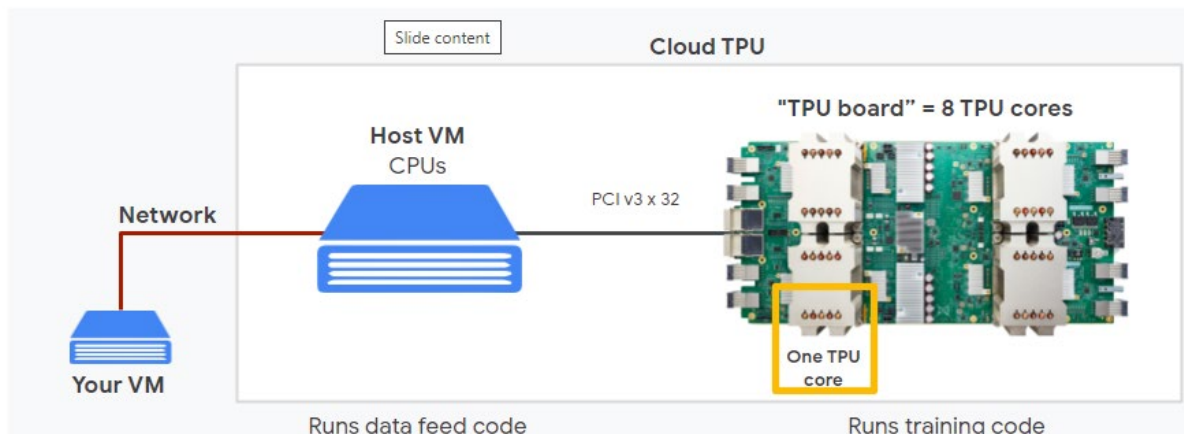 Slide content
Cloud TPU
"TPU board” = 8 TPU cores
Host VM
CPUs
PCI v3 x 32
Network
Your VM
One TPU
core
Runs data feed code
Runs training code